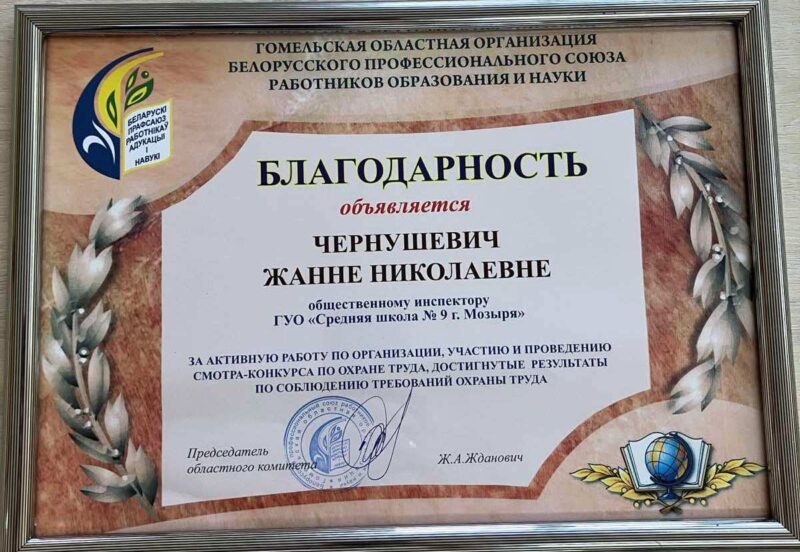 ГОМЕЛЬСКАЯ ОБЛАСТНАЯ ОРГАНИЗАЦИЯ
БЕЛОРУССКОГО ПРОФЕССИОНАЛЬНОГО СОЮЗА
РАБОТНИКОВ ОБРАЗОВАНИЯ И НАУКИ
БЕЛАРУСКІ
ПРАФСАЮЗ
РАБОТНІКАЎ
АДУКАЦЫІ
І
НАВУКІ
БЛАГОДАРНОСТЬ
объявляется
ЧЕРНУШЕВИЧ
ЖАННЕ НИКОЛАЕВНЕ
общественному инспектору
ГУО «Средняя школа № 9 г. Мозыря»
ЗА АКТИВНУЮ РАБОТУ ПО ОРГАНИЗАЦИИ, УЧАСТИЮ И ПРОВЕДЕНИЮ
СМОТРА-КОНКУРСА ПО ОХРАНЕ ТРУДА, ДОСТИГНУТЫЕ РЕЗУЛЬТАТЫ
ПО СОБЛЮДЕНИЮ ТРЕБОВАНИЙ ОХРАНЫ ТРУДА
Председатель
областного комитета
Ж.А.Жданович